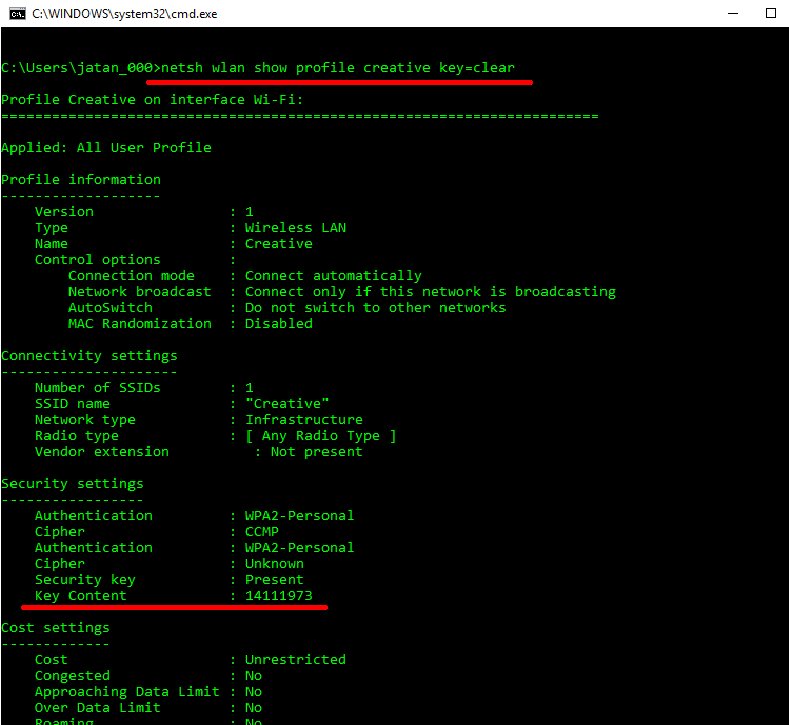 C:\WINDOWS\system32\cmd.exe
C:\Users\jatan_000>netsh wlan show profile creative key=clear
Profile Creative on interface Wi-Fi:
=======================================================================
Applied: All User Profile
Profile information
-------------------
Version : 1
Type : Wireless LAN
Name : Creative
Control options :
Connection mode : Connect automatically
Network broadcast : Connect only if this network is broadcasting
AutoSwitch : Do not switch to other networks
MAC Randomization : Disabled
Connectivity settings
---------------------
Number of SSIDs : 1
SSID name : "Creative"
Network type : Infrastructure
Radio type : [ Any Radio Type ]
Vendor extension : Not present
Security settings
-----------------
Authentication : WPA2-Personal
Cipher : CCMP
Authentication : WPA2-Personal
Cipher : Unknown
Security key : Present
Key Content : 14111973
Cost settings
-------------
Cost : Unrestricted
Congested : No
Approaching Data Limit : No
Over Data Limit : No
Roaming : No